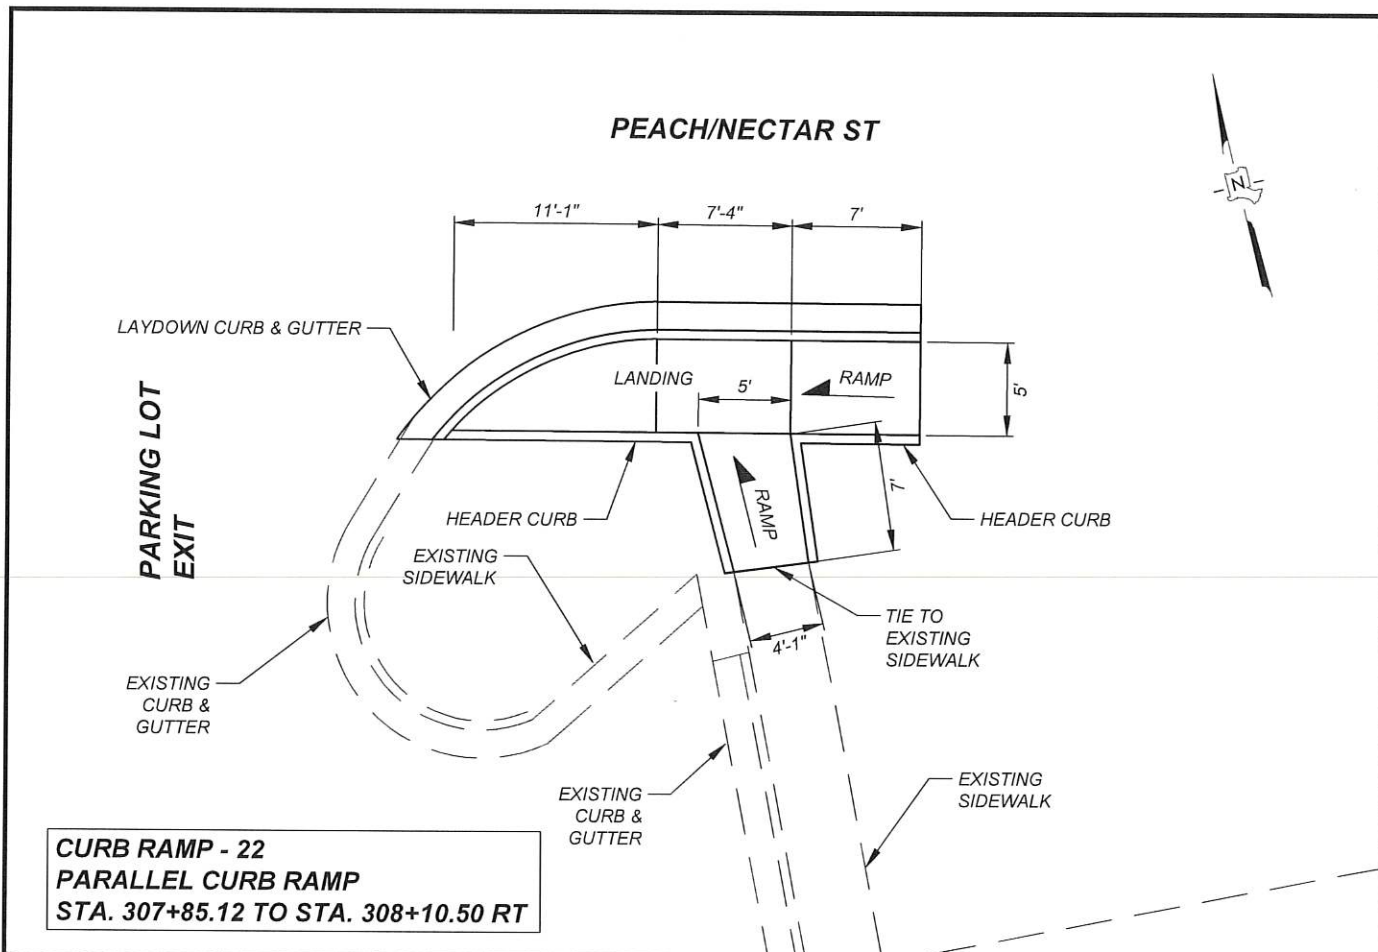 PEACH/NECTAR ST
N
11'-1"
7'-4"
7'
LAYDOWN CURB & GUTTER
LANDING
5'
RAMP
5'
PARKING LOT
EXIT
RAMP
7'
HEADER CURB
HEADER CURB
EXISTING
SIDEWALK
TIE TO
EXISTING
SIDEWALK
4'-1"
EXISTING
CURB &
GUTTER
EXISTING
CURB &
GUTTER
EXISTING
SIDEWALK
CURB RAMP - 22
PARALLEL CURB RAMP
STA. 307+85.12 TO STA. 308+10.50 RT